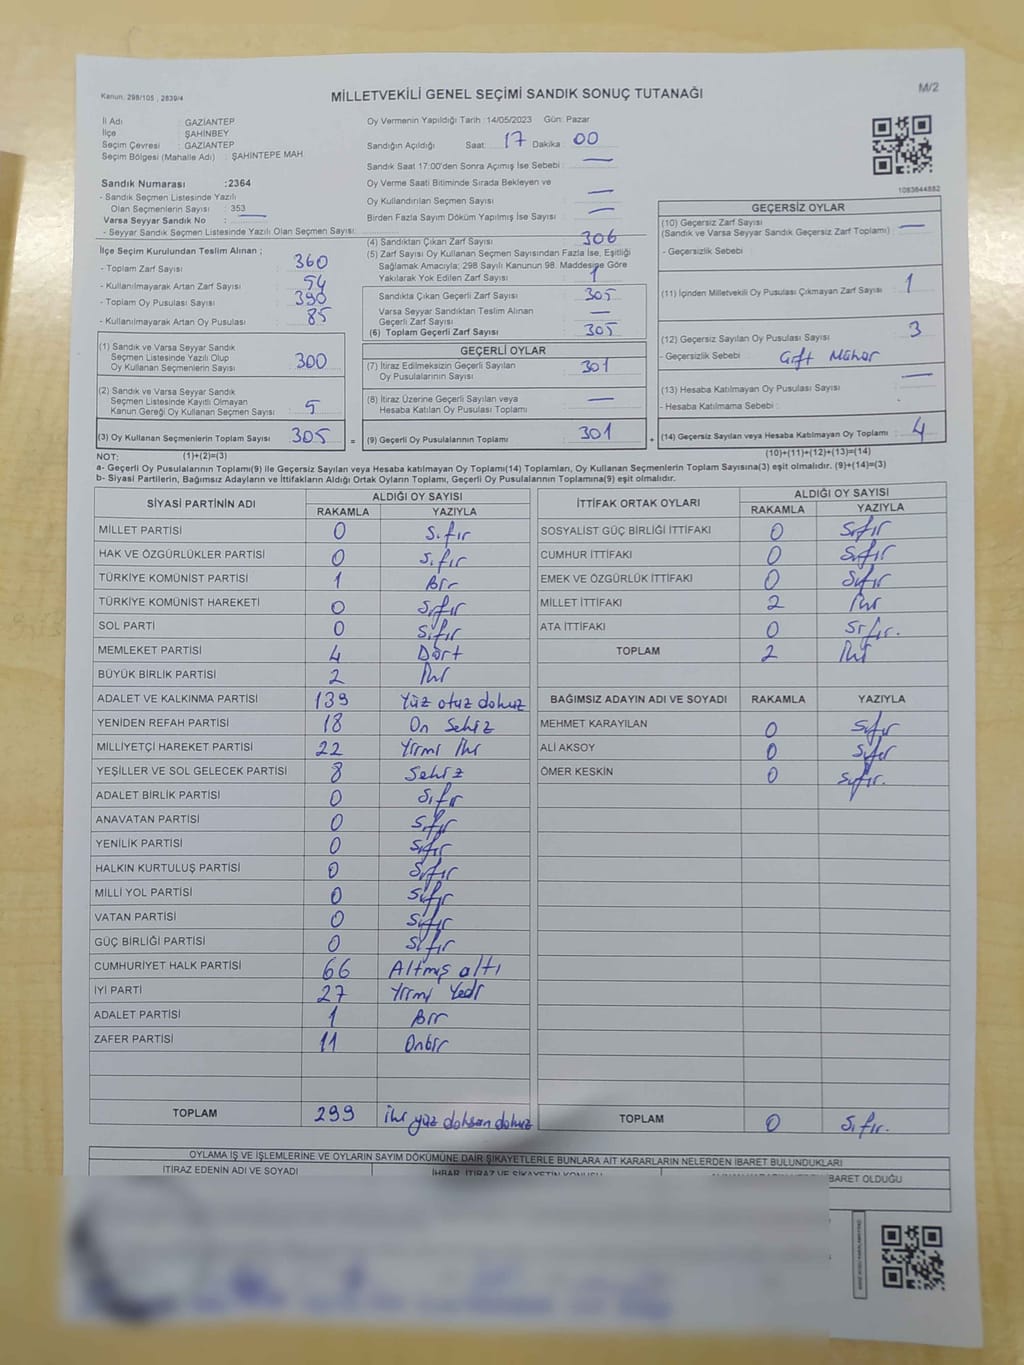 Kanun: 298/105 , 2839/4
MİLLETVEKİLİ GENEL SEÇİMİ SANDIK SONUÇ TUTANAĞI
M/2
İl Adı : GAZİANTEP
İlçe : ŞAHİNBEY
Seçim Çevresi : GAZİANTEP
Seçim Bölgesi (Mahalle Adı) : ŞAHİNTEPE MAH.
Oy Vermenin Yapıldığı Tarih :14/05/2023 Gün: Pazar
Sandığın Açıldığı Saat: 17 Dakika : 00
Sandık Saat 17:00'den Sonra Açımış İse Sebebi : —
Oy Verme Saati Bitiminde Sırada Bekleyen ve
Oy Kullandırılan Seçmen Sayısı : —
Birden Fazla Sayım Döküm Yapılmış İse Sayısı : —
1083644882
Sandık Numarası :2364
- Sandık Seçmen Listesinde Yazılı
Olan Seçmenlerin Sayısı : 353
Varsa Seyyar Sandık No : —
- Seyyar Sandık Seçmen Listesinde Yazılı Olan Seçmen Sayısı:
İlçe Seçim Kurulundan Teslim Alınan ;
- Toplam Zarf Sayısı : 360
- Kullanılmayarak Artan Zarf Sayısı : 54
- Toplam Oy Pusulası Sayısı : 390
- Kullanılmayarak Artan Oy Pusulası : 85
(1) Sandık ve Varsa Seyyar Sandık
Seçmen Listesinde Yazılı Olup
Oy Kullanan Seçmenlerin Sayısı : 300
(2) Sandık ve Varsa Seyyar Sandık
Seçmen Listesinde Kayıtlı Olmayan
Kanun Gereği Oy Kullanan Seçmen Sayısı : 5
(3) Oy Kullanan Seçmenlerin Toplam Sayısı 305 =
(4) Sandıktan Çıkan Zarf Sayısı : 306
(5) Zarf Sayısı Oy Kullanan Seçmen Sayısından Fazla İse, Eşitliği
Sağlamak Amacıyla; 298 Sayılı Kanunun 98. Maddesine Göre
Yakılarak Yok Edilen Zarf Sayısı : 1
Sandıkta Çıkan Geçerli Zarf Sayısı : 305
Varsa Seyyar Sandıktan Teslim Alınan
Geçerli Zarf Sayısı : —
(6) Toplam Geçerli Zarf Sayısı : 305
GEÇERLİ OYLAR
(7) İtiraz Edilmeksizin Geçerli Sayılan
Oy Pusulalarının Sayısı : 301
(8) İtiraz Üzerine Geçerli Sayılan veya
Hesaba Katılan Oy Pusulası Toplamı : —
(9) Geçerli Oy Pusulalarının Toplamı : 301 +
GEÇERSİZ OYLAR
(10) Geçersiz Zarf Sayısı
(Sandık ve Varsa Seyyar Sandık Geçersiz Zarf Toplamı) : —
- Geçersizlik Sebebi :
(11) İçinden Milletvekili Oy Pusulası Çıkmayan Zarf Sayısı : 1
(12) Geçersiz Sayılan Oy Pusulası Sayısı : 3
- Geçersizlik Sebebi : Çift Mühür
(13) Hesaba Katılmayan Oy Pusulası Sayısı : —
- Hesaba Katılmama Sebebi :
(14) Geçersiz Sayılan veya Hesaba Katılmayan Oy Toplamı : 4
NOT: (1)+(2)=(3)
(10)+(11)+(12)+(13)=(14)
a- Geçerli Oy Pusulalarının Toplamı(9) ile Geçersiz Sayılan veya Hesaba katılmayan Oy Toplamı(14) Toplamları, Oy Kullanan Seçmenlerin Toplam Sayısına(3) eşit olmalıdır. (9)+(14)=(3)
b- Siyasi Partilerin, Bağımsız Adayların ve İttifakların Aldığı Ortak Oyların Toplamı, Geçerli Oy Pusulalarının Toplamına(9) eşit olmalıdır.
SİYASİ PARTİNİN ADI ALDIĞI OY SAYISI
RAKAMLA YAZIYLA
MİLLET PARTİSİ 0 Sıfır
HAK VE ÖZGÜRLÜKLER PARTİSİ 0 Sıfır
TÜRKİYE KOMÜNİST PARTİSİ 1 Bir
TÜRKİYE KOMÜNİST HAREKETİ 0 Sıfır
SOL PARTİ 0 Sıfır
MEMLEKET PARTİSİ 4 Dört
BÜYÜK BİRLİK PARTİSİ 2 İki
ADALET VE KALKINMA PARTİSİ 139 Yüz otuz dokuz
YENİDEN REFAH PARTİSİ 18 On Sekiz
MİLLİYETÇİ HAREKET PARTİSİ 22 Yirmi İki
YEŞİLLER VE SOL GELECEK PARTİSİ 8 Sekiz
ADALET BİRLİK PARTİSİ 0 Sıfır
ANAVATAN PARTİSİ 0 Sıfır
YENİLİK PARTİSİ 0 Sıfır
HALKIN KURTULUŞ PARTİSİ 0 Sıfır
MİLLİ YOL PARTİSİ 0 Sıfır
VATAN PARTİSİ 0 Sıfır
GÜÇ BİRLİĞİ PARTİSİ 0 Sıfır
CUMHURİYET HALK PARTİSİ 66 Altmış altı
İYİ PARTİ 27 Yirmi Yedi
ADALET PARTİSİ 1 Bir
ZAFER PARTİSİ 11 Onbir
TOPLAM 299 İki yüz doksan dokuz
İTTİFAK ORTAK OYLARI ALDIĞI OY SAYISI
RAKAMLA YAZIYLA
SOSYALİST GÜÇ BİRLİĞİ İTTİFAKI 0 Sıfır
CUMHUR İTTİFAKI 0 Sıfır
EMEK VE ÖZGÜRLÜK İTTİFAKI 0 Sıfır
MİLLET İTTİFAKI 2 İki
ATA İTTİFAKI 0 Sıfır.
TOPLAM 2 İki
BAĞIMSIZ ADAYIN ADI VE SOYADI RAKAMLA YAZIYLA
MEHMET KARAYILAN 0 Sıfır
ALİ AKSOY 0 Sıfır
ÖMER KESKİN 0 Sıfır.
TOPLAM 0 Sıfır.
OYLAMA İŞ VE İŞLEMLERİNE VE OYLARIN SAYIM DÖKÜMÜNE DAİR ŞİKAYETLERLE BUNLARA AİT KARARLARIN NELERDEN İBARET BULUNDUKLARI
İTİRAZ EDENİN ADI VE SOYADI İHBAR, İTİRAZ VE ŞİKAYETİN KONUSU İBARET OLDUĞU